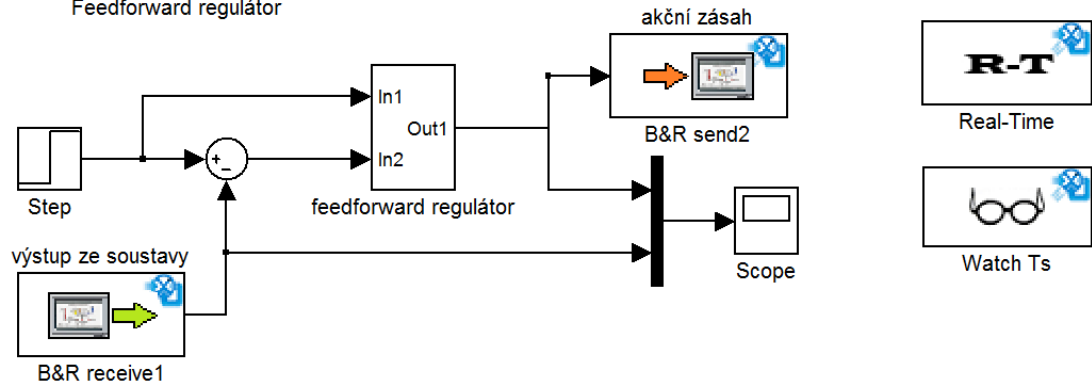 Feedforward regulátor
akční zásah
B&R send2
R-T
Real-Time
In1
Out1
In2
+
−
Step
feedforward regulátor
Scope
Watch Ts
výstup ze soustavy
B&R receive1